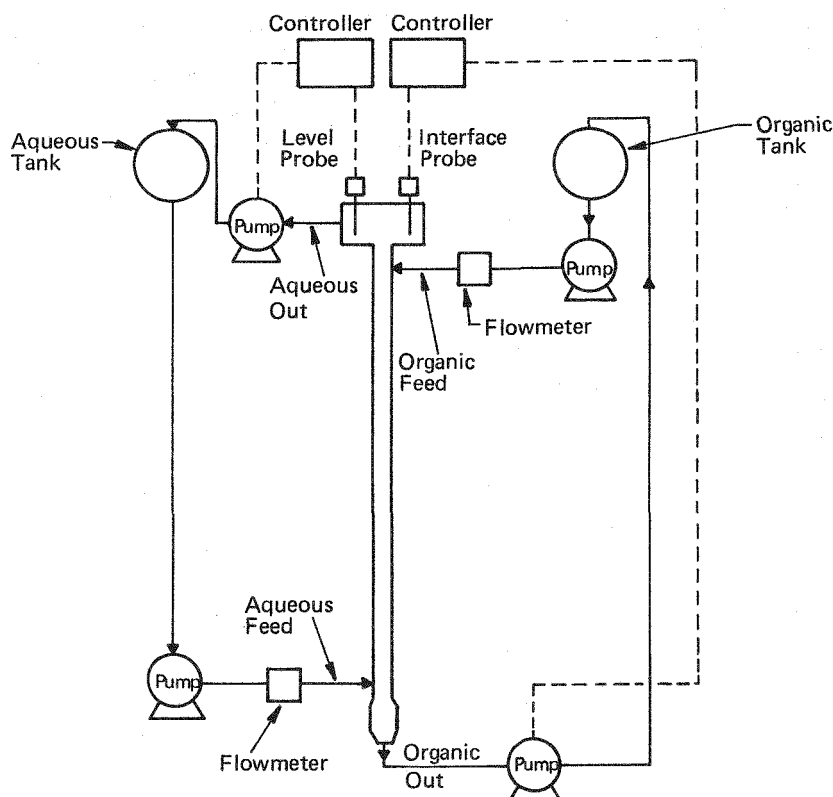 Controller
Controller
Aqueous
Tank
Level
Probe
Interface
Probe
Organic
Tank
Pump
Pump
Aqueous
Out
Flowmeter
Organic
Feed
Aqueous
Feed
Pump
Flowmeter
Organic
Out
Pump